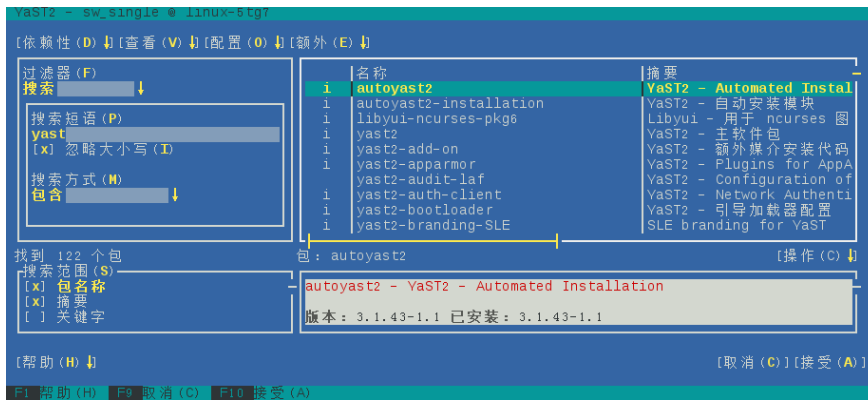 YaST2 - sw_single @ linux-5tg7
[依赖性(D)↓][查看(V)↓][配置(O)↓][额外(E)↓]
过滤器(F)
搜索 ↓
搜索短语(P)
yast
[x] 忽略大小写(I)
搜索方式(M)
包含 ↓
名称 摘要
i autoyast2 YaST2 - Automated Instal
i autoyast2-installation YaST2 - 自动安装模块
i libyui-ncurses-pkg6 Libyui - 用于 ncurses 图
i yast2 YaST2 - 主软件包
i yast2-add-on YaST2 - 额外媒介安装代码
i yast2-apparmor YaST2 - Plugins for AppA
yast2-audit-laf YaST2 - Configuration of
i yast2-auth-client YaST2 - Network Authenti
i yast2-bootloader YaST2 - 引导加载器配置
i yast2-branding-SLE SLE branding for YaST
找到 122 个包
搜索范围(S)
[x] 包名称
[x] 摘要
[ ] 关键字
包: autoyast2 [操作(C)↓]
autoyast2 - YaST2 - Automated Installation
版本: 3.1.43-1.1 已安装: 3.1.43-1.1
[帮助(H)↓] [取消(C)][接受(A)]
F1 帮助(H) F9 取消(C) F10 接受(A)